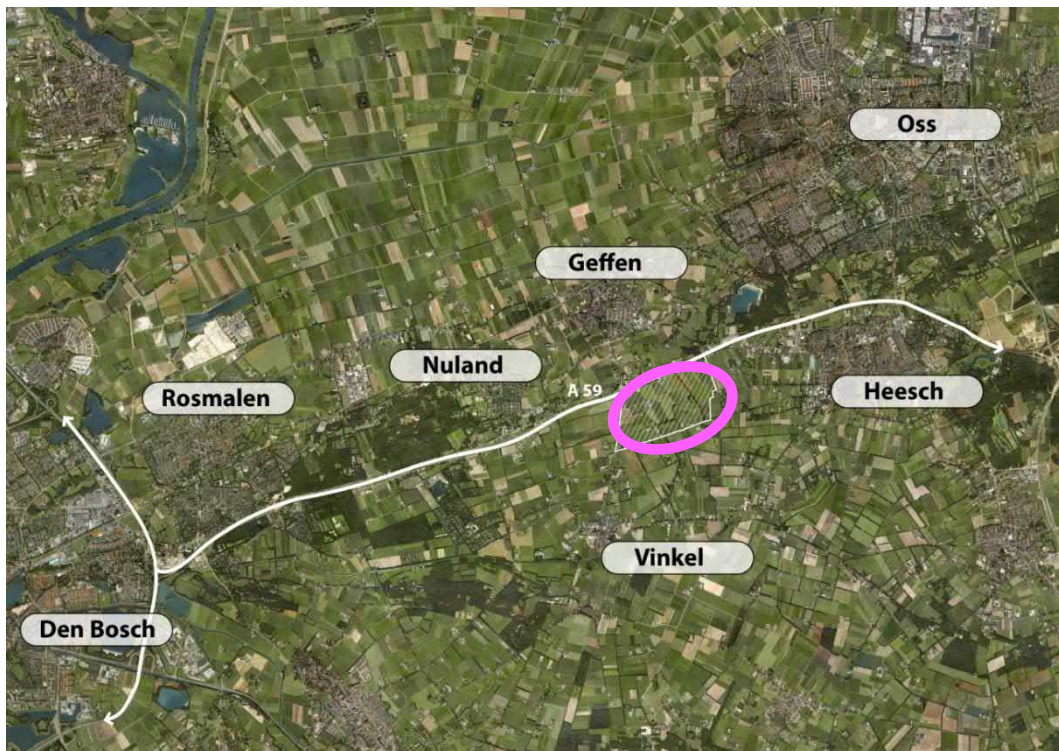 Oss
Geffen
Nuland
A 59
Rosmalen
Heesch
Vinkel
Den Bosch